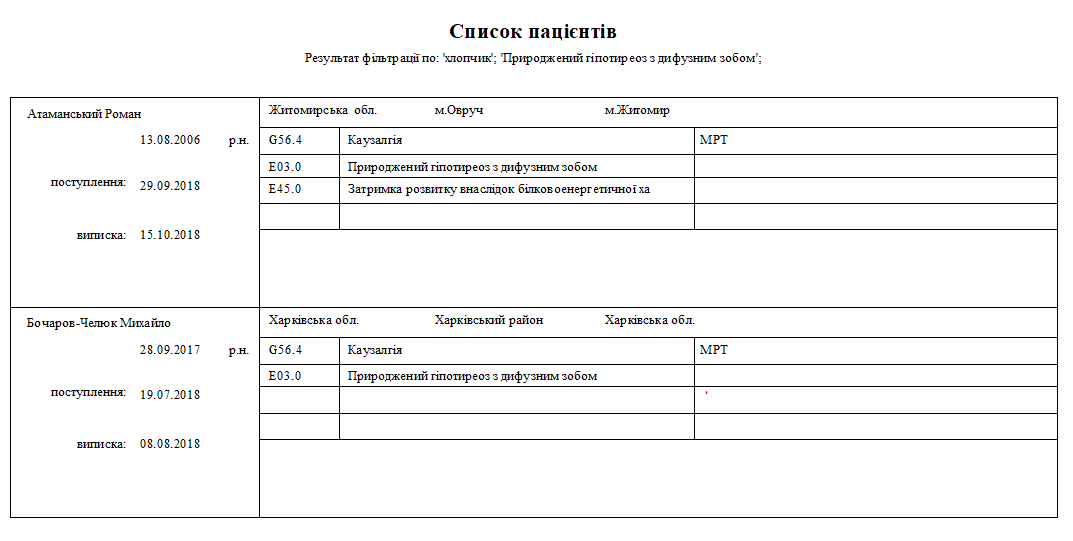 Список пацієнтів
Результат фільтрації по: 'хлопчик'; 'Природжений гіпотиреоз з дифузним зобом';
Атаманський Роман
13.08.2006 р.н.
поступлення: 29.09.2018
виписка: 15.10.2018
Житомирська обл. м.Овруч м.Житомир
G56.4 Каузалгія МРТ
E03.0 Природжений гіпотиреоз з дифузним зобом
E45.0 Затримка розвитку внаслідок білковоенергетичної ха
Бочаров-Челюк Михайло
28.09.2017 р.н.
поступлення: 19.07.2018
виписка: 08.08.2018
Харківська обл. Харківський район Харківська обл.
G56.4 Каузалгія МРТ
E03.0 Природжений гіпотиреоз з дифузним зобом
'